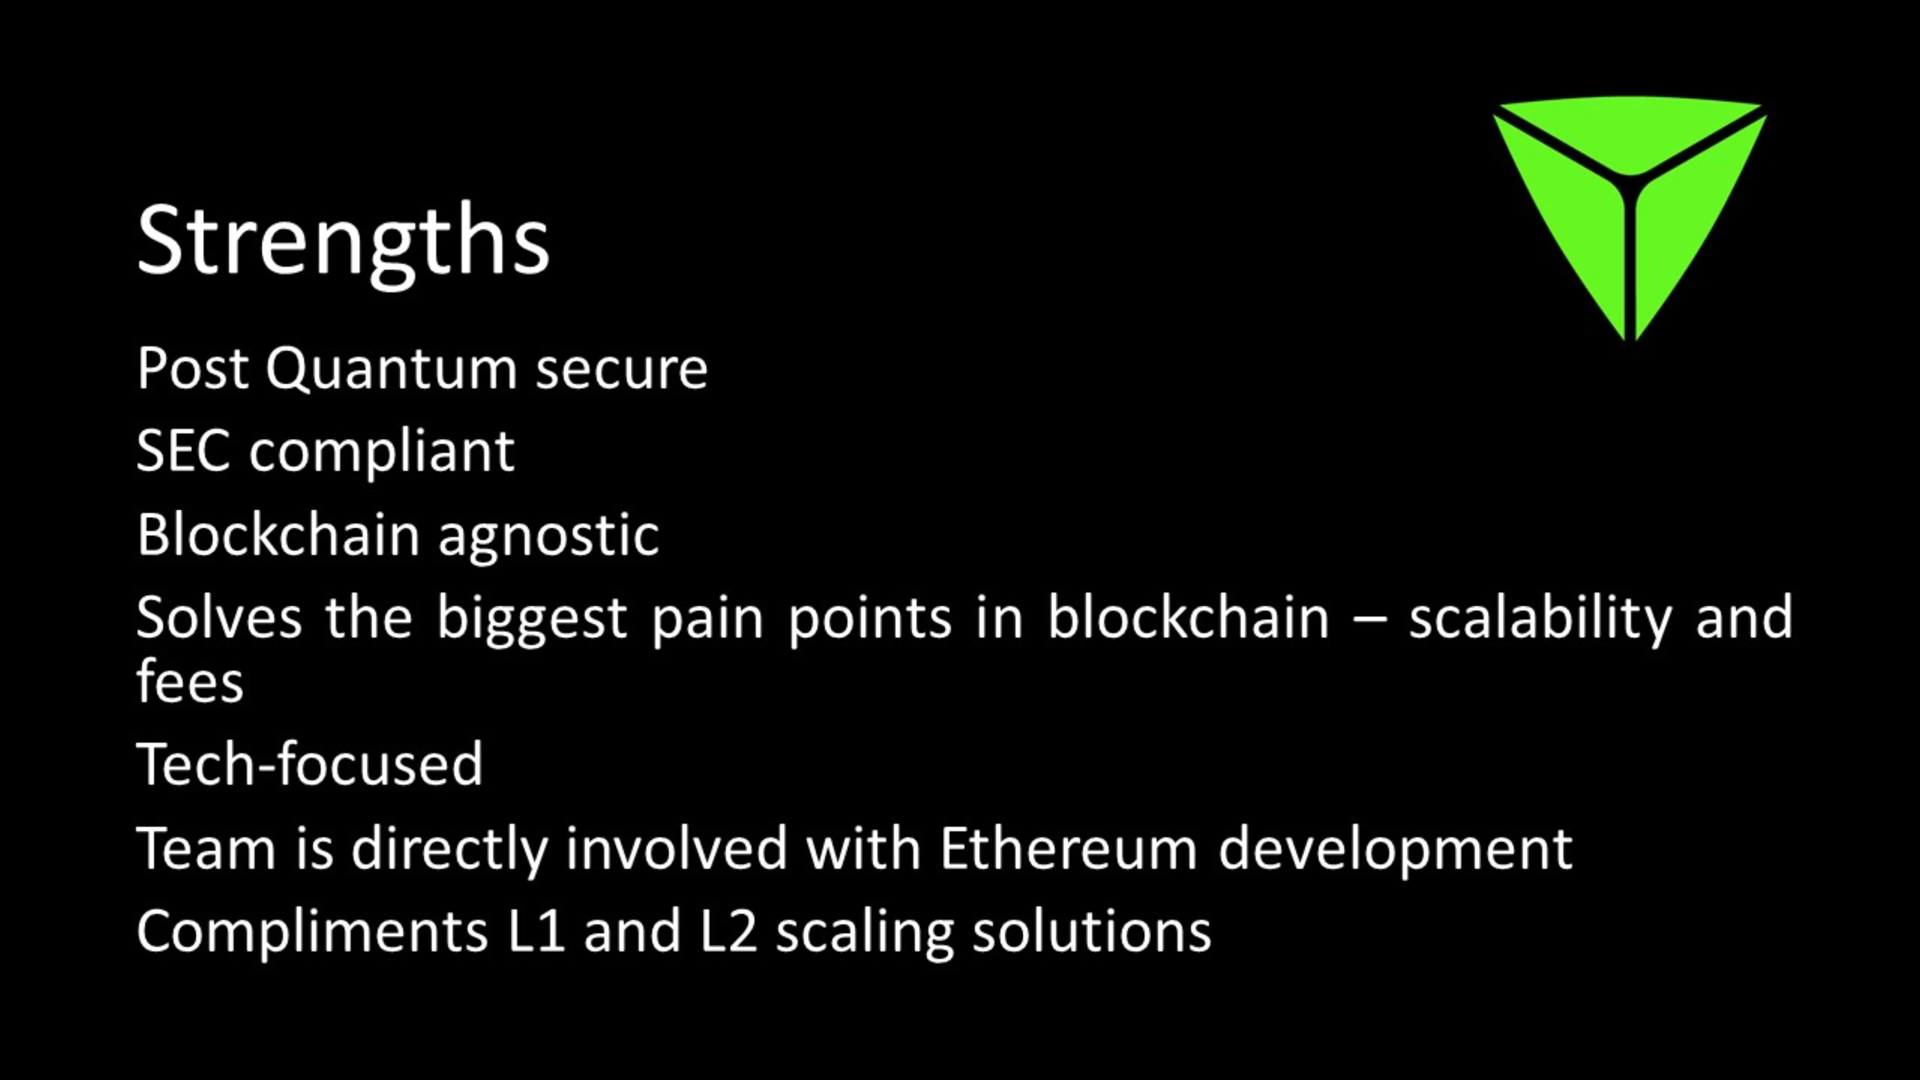 Strengths
Post Quantum secure
SEC compliant
Blockchain agnostic
Solves the biggest pain points in blockchain – scalability and
fees
Tech-focused
Team is directly involved with Ethereum development
Compliments L1 and L2 scaling solutions